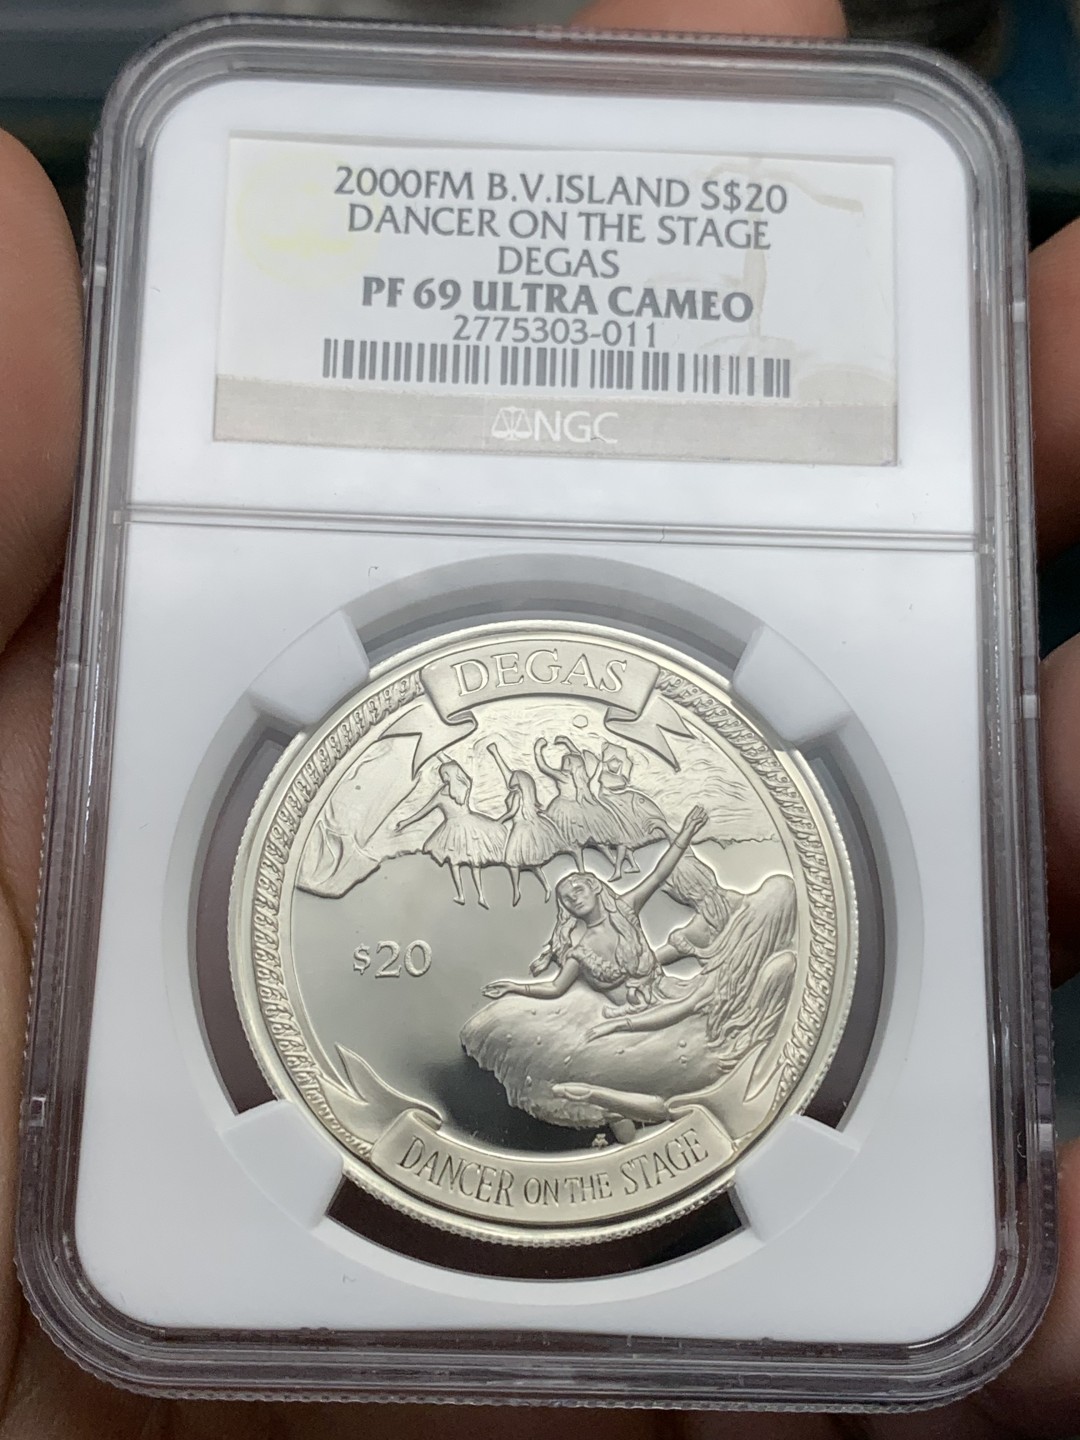 2000FM B.V.ISLAND S$20
DANCER ON THE STAGE
DEGAS
PF 69 ULTRA CAMEO
2775303-011
NGC
DEGAS
$20
DANCER ON THE STAGE